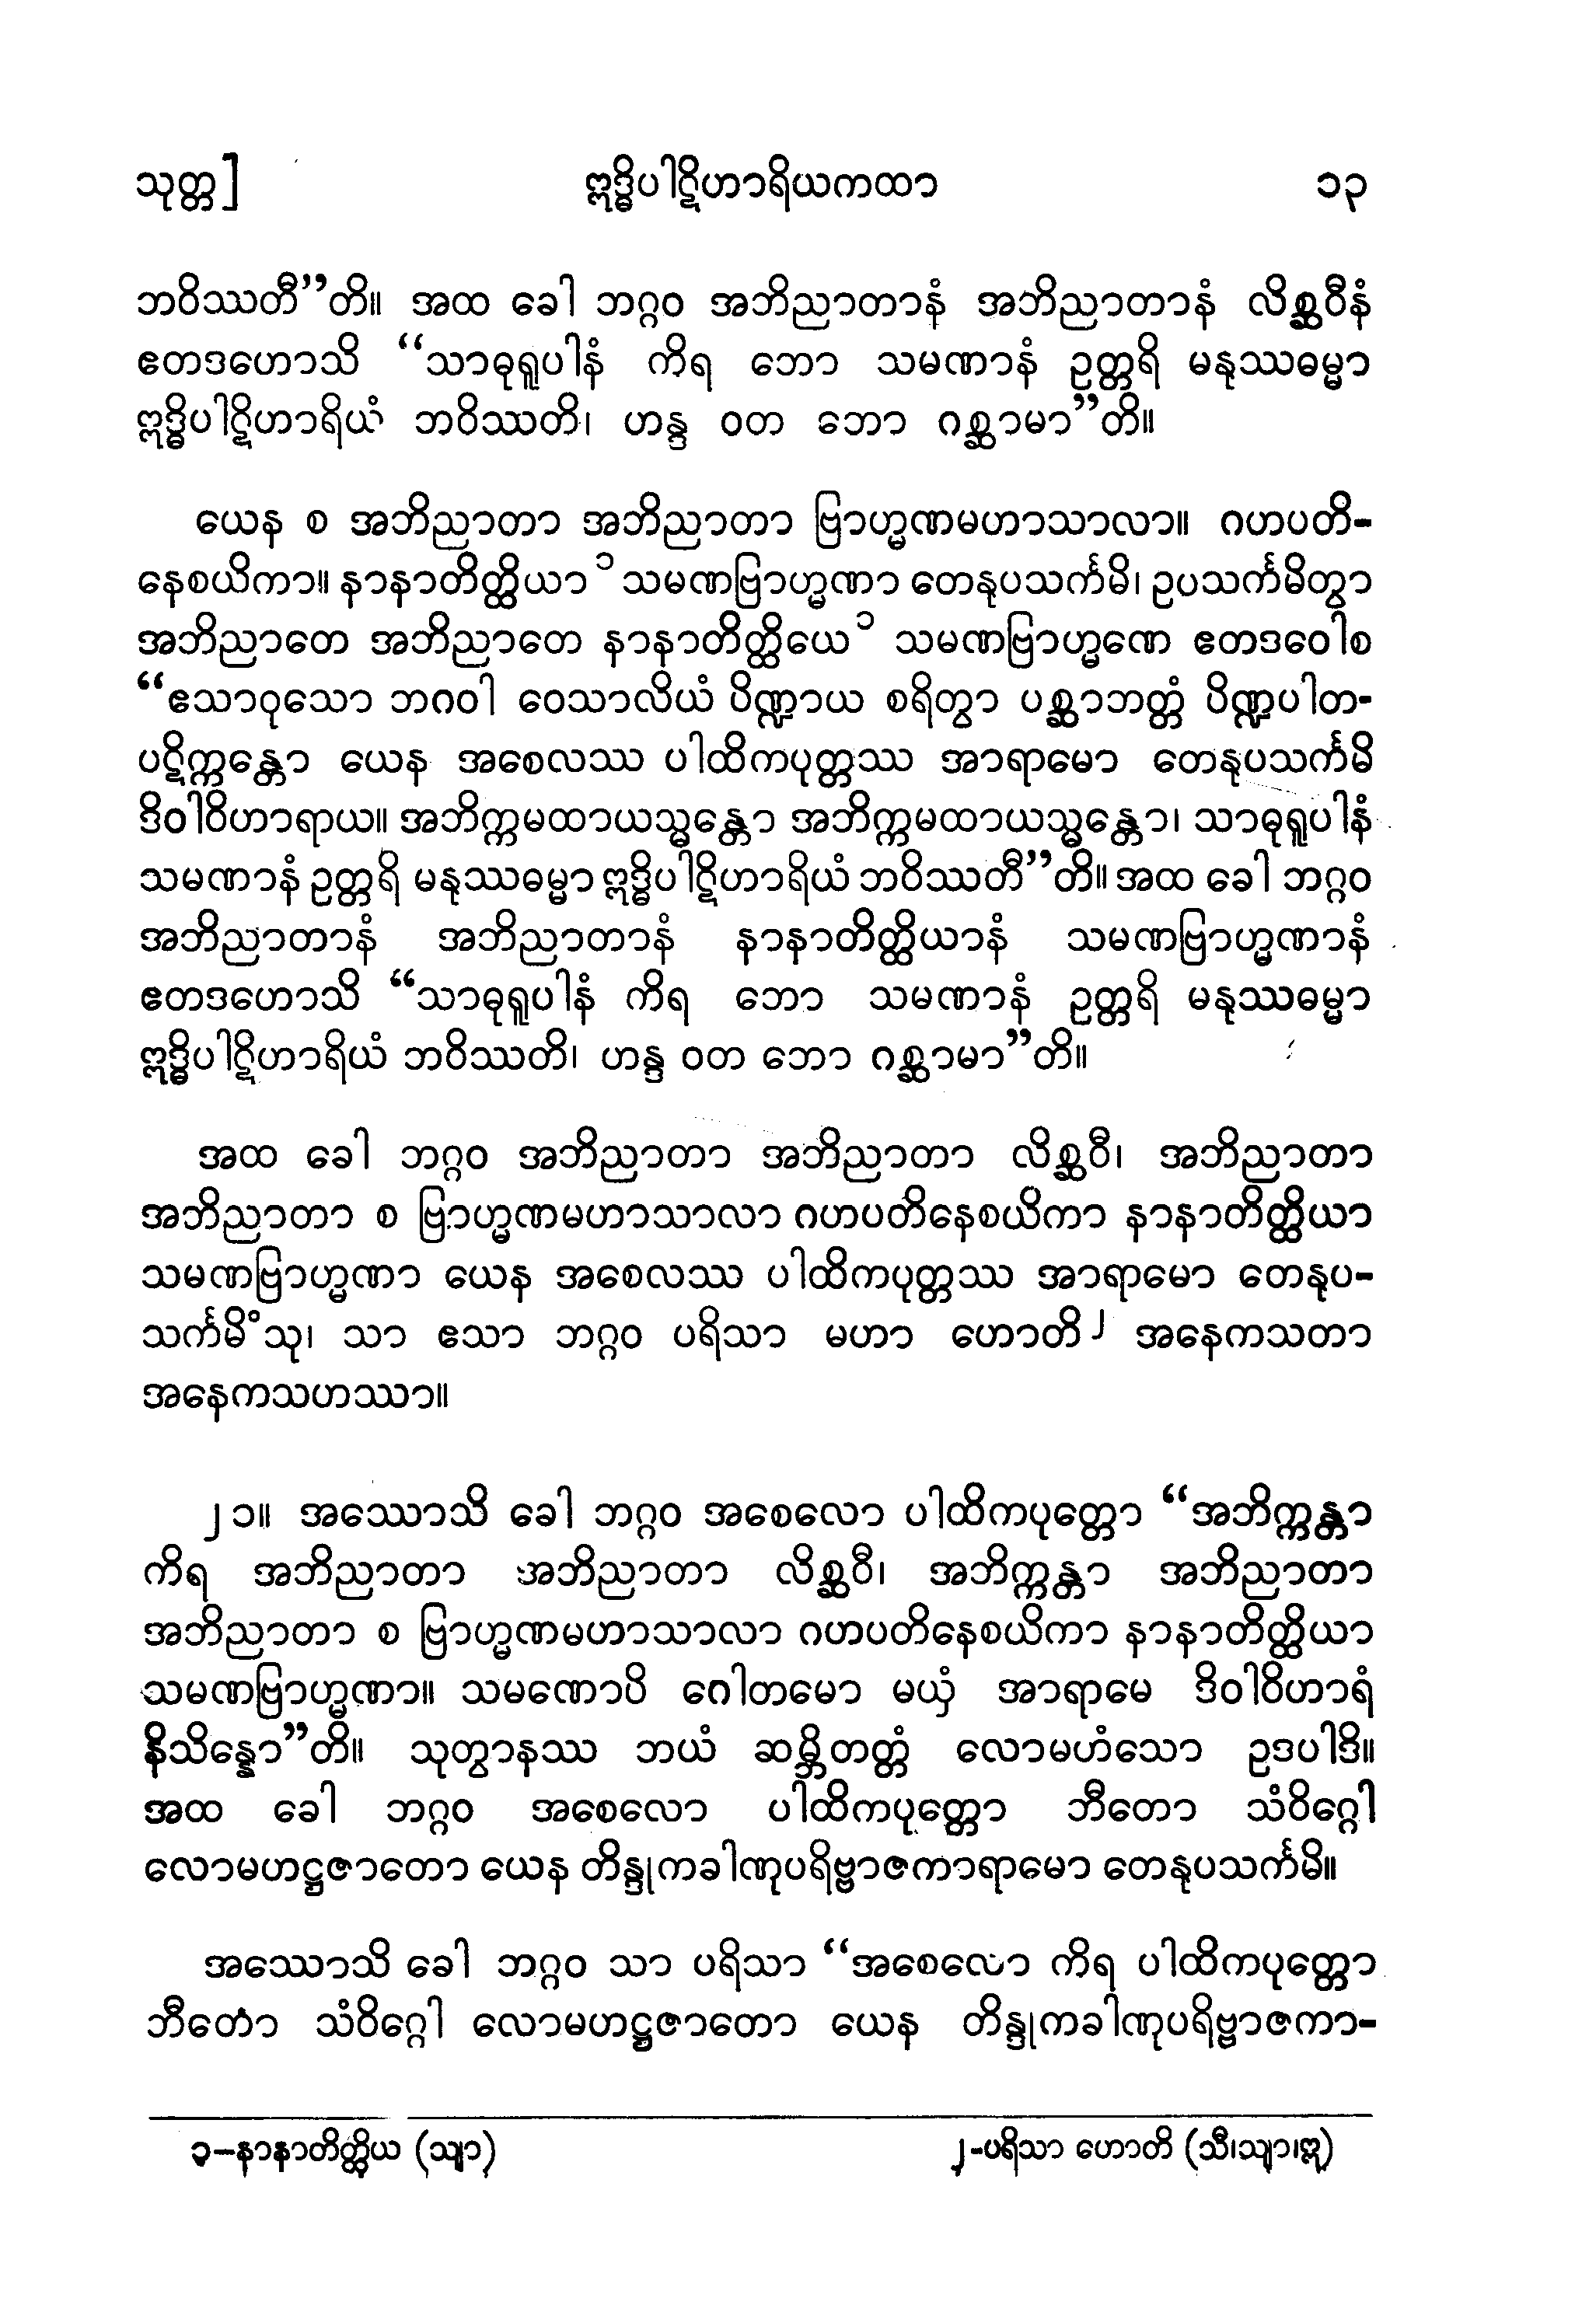 သုတ္တ]
ဣဒ္ဓိပါဋိဟာရိယကထာ
၁၃
ဘဝိဿတီ”တိ။ အထ ခေါ ဘဂ္ဂဝ အဘိညာတာနံ အဘိညာတာနံ လိစ္ဆဝီနံ
ဧတဒဟောသိ “သာဓုရူပါနံ ကိရ ဘော သမဏာနံ ဥတ္တရိ မနုဿဓမ္မာ
ဣဒ္ဓိပါဋိဟာရိယံ ဘဝိဿတိ၊ ဟန္ဒ ဝတ ဘော ဂစ္ဆာမာ”တိ။
ယေန စ အဘိညာတာ အဘိညာတာ ဗြာဟ္မဏမဟာသာလာ။ ဂဟပတိ-
နေစယိကာ။ နာနာတိတ္ထိယာ ၁ သမဏဗြာဟ္မဏာ တေနုပသင်္ကမိ၊ ဥပသင်္ကမိတွာ
အဘိညာတေ အဘိညာတေ နာနာတိတ္ထိယေ ၁ သမဏဗြာဟ္မဏေ ဧတဒဝေါစ
“ဧသာဝုသော ဘဂဝါ ဝေသာလိယံ ပိဏ္ဍာယ စရိတွာ ပစ္ဆာဘတ္တံ ပိဏ္ဍပါတ-
ပဋိက္ကန္တော ယေန အစေလဿ ပါထိကပုတ္တဿ အာရာမော တေနုပသင်္ကမိ
ဒိဝါဝိဟာရာယ။ အဘိက္ကမထာယသ္မန္တော အဘိက္ကမထာယသ္မန္တော၊ သာဓုရူပါနံ
သမဏာနံ ဥတ္တရိ မနုဿဓမ္မာ ဣဒ္ဓိပါဋိဟာရိယံ ဘဝိဿတီ”တိ။ အထ ခေါ ဘဂ္ဂဝ
အဘိညာတာနံ အဘိညာတာနံ နာနာတိတ္ထိယာနံ သမဏဗြာဟ္မဏာနံ
ဧတဒဟောသိ “သာဓုရူပါနံ ကိရ ဘော သမဏာနံ ဥတ္တရိ မနုဿဓမ္မာ
ဣဒ္ဓိပါဋိဟာရိယံ ဘဝိဿတိ၊ ဟန္ဒ ဝတ ဘော ဂစ္ဆာမာ”တိ။
အထ ခေါ ဘဂ္ဂဝ အဘိညာတာ အဘိညာတာ လိစ္ဆဝီ၊ အဘိညာတာ
အဘိညာတာ စ ဗြာဟ္မဏမဟာသာလာ ဂဟပတိနေစယိကာ နာနာတိတ္ထိယာ
သမဏဗြာဟ္မဏာ ယေန အစေလဿ ပါထိကပုတ္တဿ အာရာမော တေနုပ-
သင်္ကမိံသု၊ သာ ဧသာ ဘဂ္ဂဝ ပရိသာ မဟာ ဟောတိ ၂ အနေကသတာ
အနေကသဟဿာ။
၂၁။ အဿောသိ ခေါ ဘဂ္ဂဝ အစေလော ပါထိကပုတ္တော “အဘိက္ကန္တာ
ကိရ အဘိညာတာ အဘိညာတာ လိစ္ဆဝီ၊ အဘိက္ကန္တာ အဘိညာတာ
အဘိညာတာ စ ဗြာဟ္မဏမဟာသာလာ ဂဟပတိနေစယိကာ နာနာတိတ္ထိယာ
သမဏဗြာဟ္မဏာ။ သမဏောပိ ဂေါတမော မယှံ အာရာမေ ဒိဝါဝိဟာရံ
နိသိန္နော”တိ။ သုတွာနဿ ဘယံ ဆမ္ဘိတတ္တံ လောမဟံသော ဥဒပါဒိ။
အထ ခေါ ဘဂ္ဂဝ အစေလော ပါထိကပုတ္တော ဘီတော သံဝိဂ္ဂေါ
လောမဟဋ္ဌဇာတော ယေန တိန္ဒုကခါဏုပရိဗ္ဗာဇကာရာမော တေနုပသင်္ကမိ။
အဿောသိ ခေါ ဘဂ္ဂဝ သာ ပရိသာ “အစေလော ကိရ ပါထိကပုတ္တော
ဘီတော သံဝိဂ္ဂေါ လောမဟဋ္ဌဇာတော ယေန တိန္ဒုကခါဏုပရိဗ္ဗာဇကာ-
၁-နာနာတိတ္ထိယ (သျာ)
၂-ပရိသာ ဟောတိ (သီ၊သျာ၊ဣ)